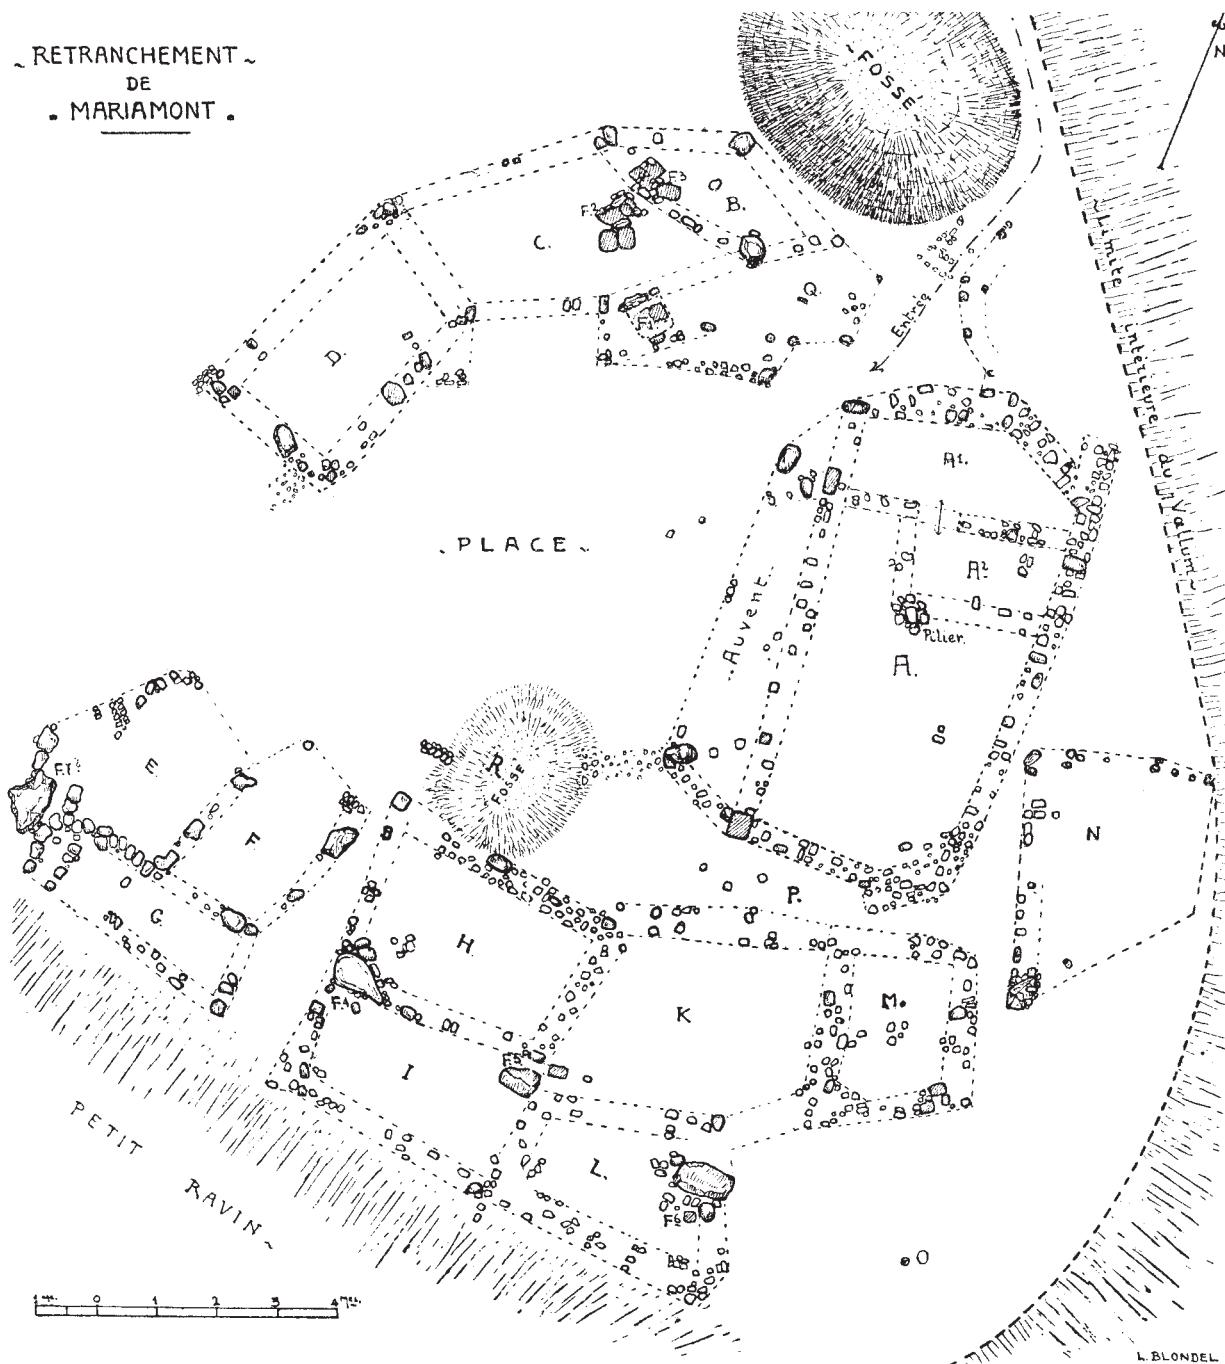 ~ RETRANCHEMENT ~
DE
. MARIAMONT .
FOSSE
N
F.3
B.
F.2
C.
Q.
F.1
Entrée
~ Limite intérieure du Vallum ~
D.
A1.
. PLACE .
A2
Auvent.
Pilier.
A.
E
R
FOSSE
F
N
P.
G
H
K
M.
F.4
F.5
I
L.
F.6
PETIT RAVIN ~
O
1 0 1 2 3 4
L. BLONDEL